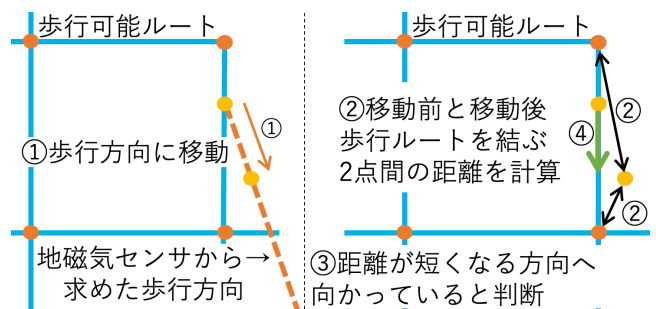 歩行可能ルート
①
①歩行方向に移動
地磁気センサから→
求めた歩行方向
歩行可能ルート
②移動前と移動後
歩行ルートを結ぶ
2点間の距離を計算
②
④
②
③距離が短くなる方向へ
向かっていると判断